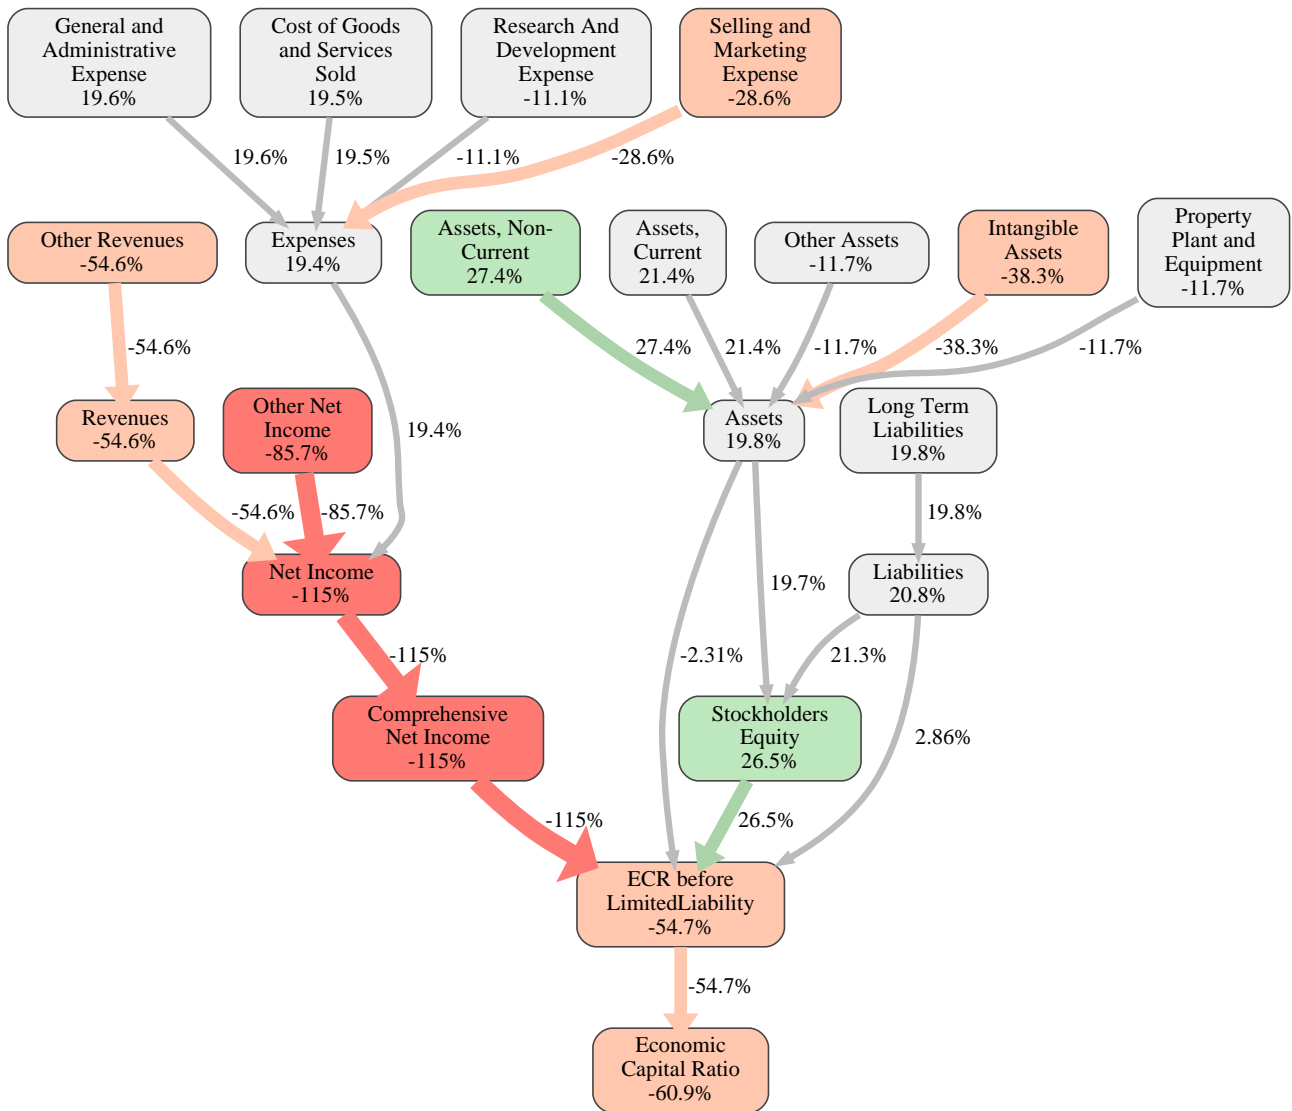 General and
Administrative
Expense
19.6%
Cost of Goods
and Services
Sold
19.5%
Research And
Development
Expense
-11.1%
Selling and
Marketing
Expense
-28.6%
19.6%
19.5%
-11.1%
-28.6%
Other Revenues
-54.6%
Expenses
19.4%
Assets, Non-
Current
27.4%
Assets,
Current
21.4%
Other Assets
-11.7%
Intangible
Assets
-38.3%
Property
Plant and
Equipment
-11.7%
-54.6%
27.4%
21.4%
-11.7%
-38.3%
-11.7%
Revenues
-54.6%
Other Net
Income
-85.7%
19.4%
Assets
19.8%
Long Term
Liabilities
19.8%
-54.6%
-85.7%
19.8%
Net Income
-115%
19.7%
Liabilities
20.8%
-115%
-2.31%
21.3%
Comprehensive
Net Income
-115%
Stockholders
Equity
26.5%
2.86%
-115%
26.5%
ECR before
LimitedLiability
-54.7%
-54.7%
Economic
Capital Ratio
-60.9%